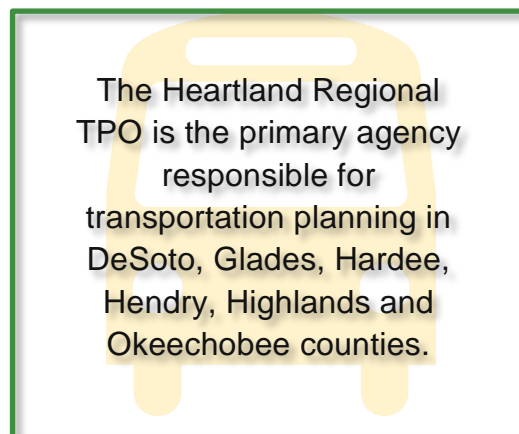 The Heartland Regional
TPO is the primary agency
responsible for
transportation planning in
DeSoto, Glades, Hardee,
Hendry, Highlands and
Okeechobee counties.